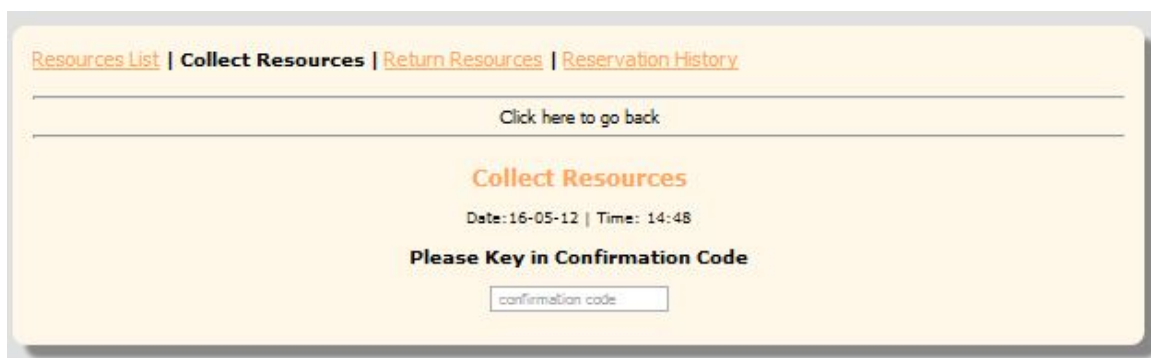 Resources List | Collect Resources | Return Resources | Reservation History
Click here to go back
Collect Resources
Date:16-05-12 | Time: 14:48
Please Key in Confirmation Code
confirmation code